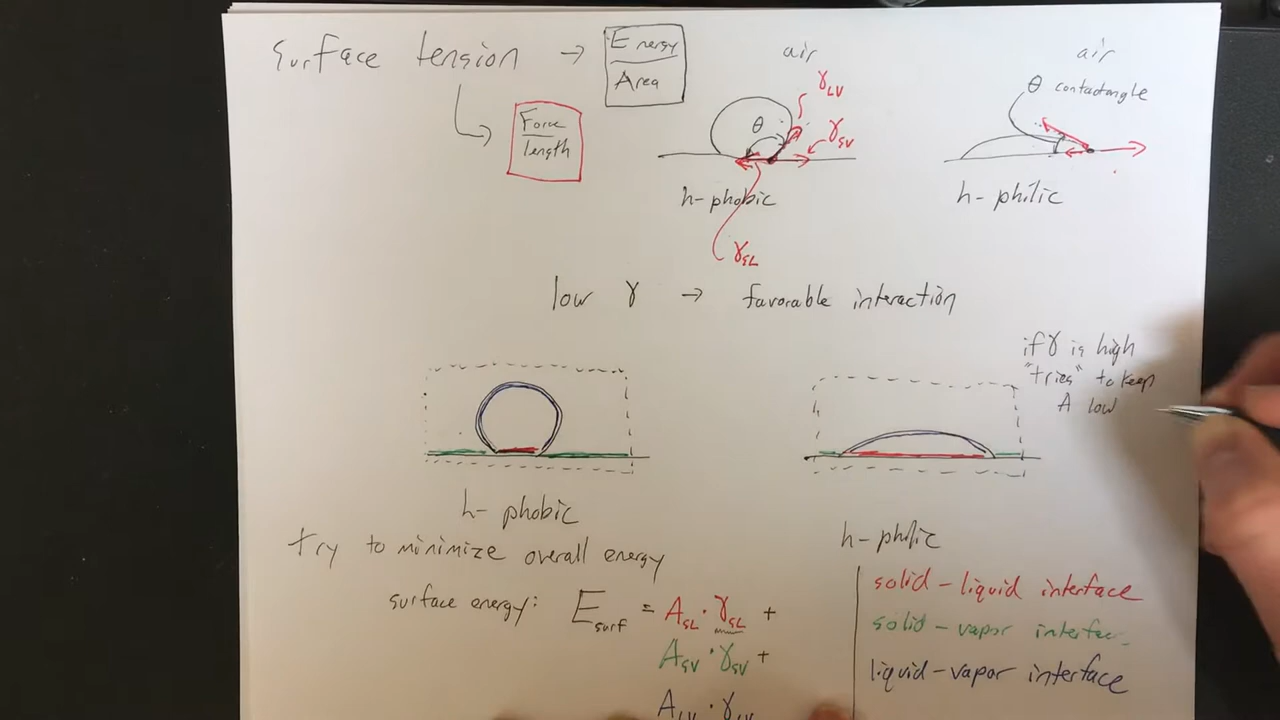 Surface tension → Energy / Area
Force / length
air
θ
γLV
γSV
h-phobic
γSL
air
θ contact angle
h-philic
low γ → favorable interaction
if γ is high
"tries" to keep
A low
h-phobic
h-philic
try to minimize overall energy
surface energy: Esurf = ASL · γSL +
ASV · γSV +
ALV · γLV
solid-liquid interface
solid-vapor interface
liquid-vapor interface